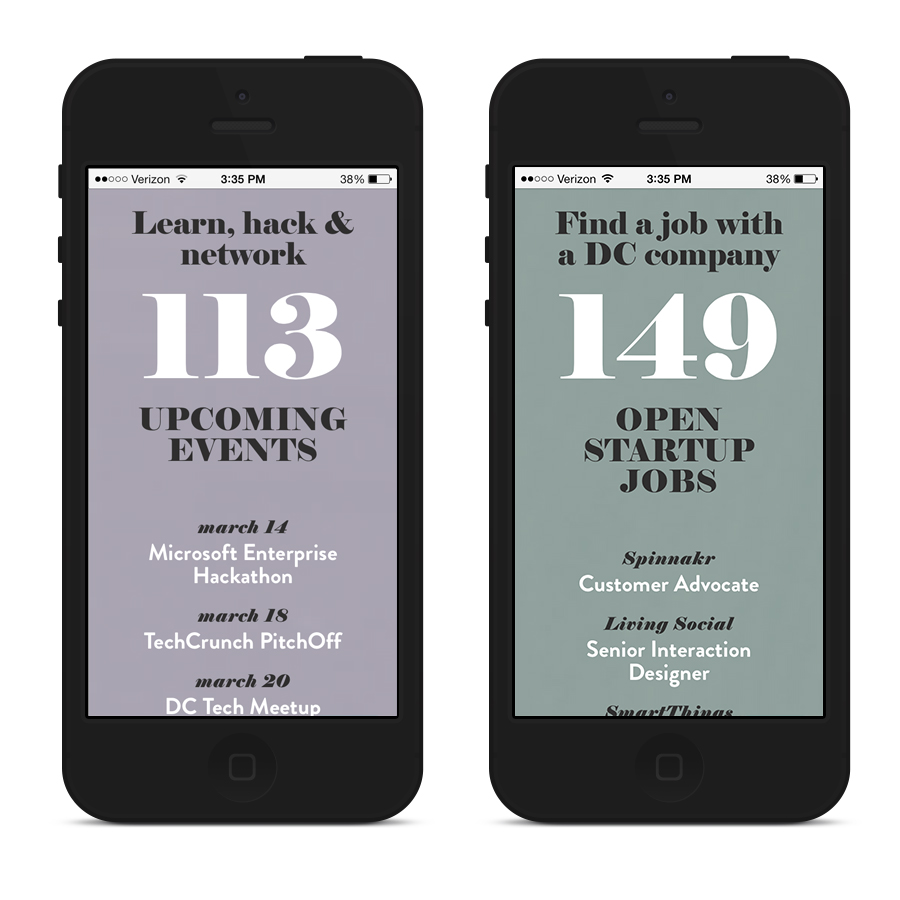 Verizon 3:35 PM 38%
Learn, hack &
network
113
UPCOMING
EVENTS
march 14
Microsoft Enterprise
Hackathon
march 18
TechCrunch PitchOff
march 20
DC Tech Meetup
Verizon 3:35 PM 38%
Find a job with
a DC company
149
OPEN
STARTUP
JOBS
Spinnakr
Customer Advocate
Living Social
Senior Interaction
Designer
SmartThings